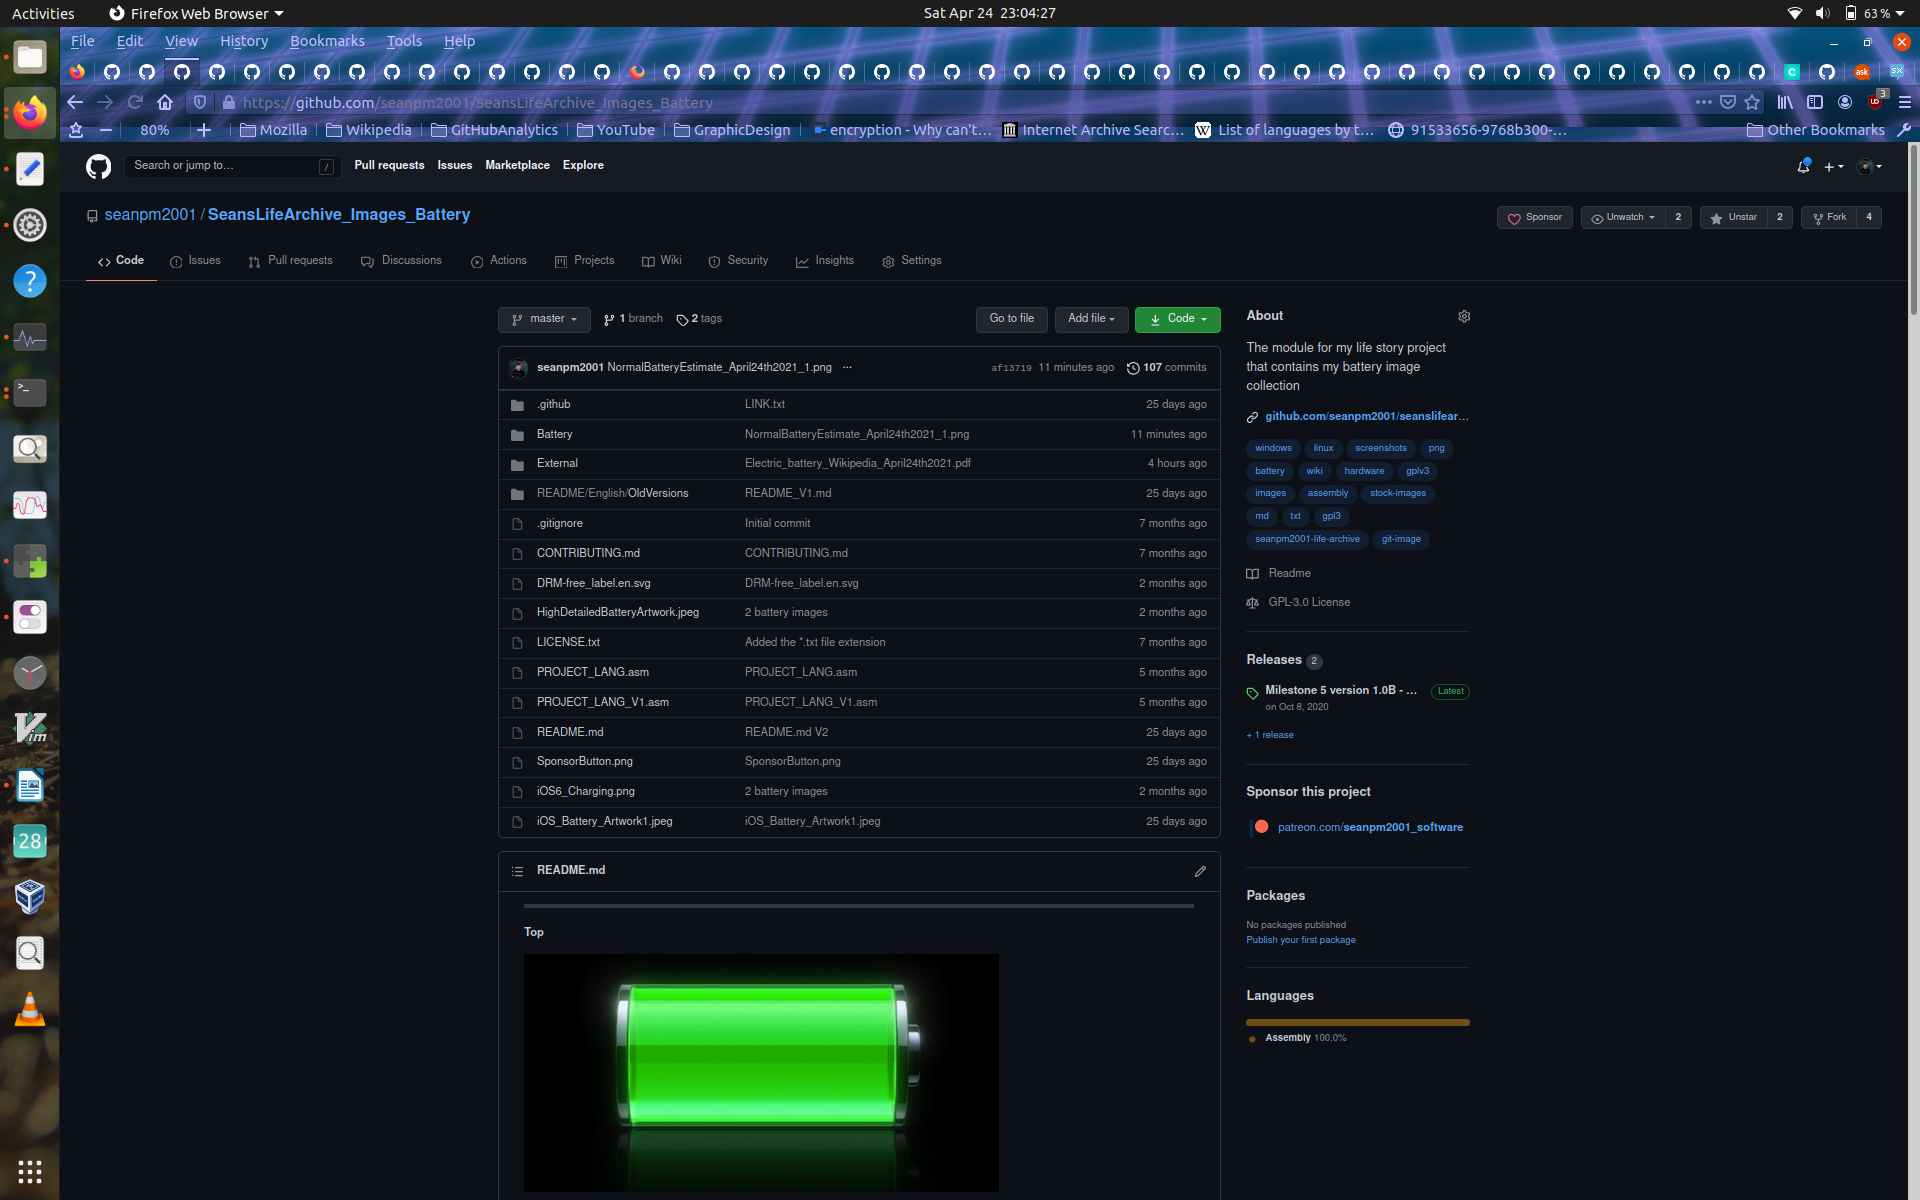 Activities Firefox Web Browser Sat Apr 24 23:04:27 63 %
File Edit View History Bookmarks Tools Help
https://github.com/seanpm2001/SeansLifeArchive_Images_Battery 3
80% Mozilla Wikipedia GitHubAnalytics YouTube GraphicDesign encryption - Why can't… Internet Archive Searc… List of languages by t… 91533656-9768b300-… Other Bookmarks
Search or jump to… / Pull requests Issues Marketplace Explore
seanpm2001 / SeansLifeArchive_Images_Battery
Sponsor Unwatch 2 Unstar 2 Fork 4
Code Issues Pull requests Discussions Actions Projects Wiki Security Insights Settings
master 1 branch 2 tags Go to file Add file Code
seanpm2001 NormalBatteryEstimate_April24th2021_1.png ... af13719 11 minutes ago 107 commits
.github LINK.txt 25 days ago
Battery NormalBatteryEstimate_April24th2021_1.png 11 minutes ago
External Electric_battery_Wikipedia_April24th2021.pdf 4 hours ago
README/English/OldVersions README_V1.md 25 days ago
.gitignore Initial commit 7 months ago
CONTRIBUTING.md CONTRIBUTING.md 7 months ago
DRM-free_label.en.svg DRM-free_label.en.svg 2 months ago
HighDetailedBatteryArtwork.jpeg 2 battery images 2 months ago
LICENSE.txt Added the *.txt file extension 7 months ago
PROJECT_LANG.asm PROJECT_LANG.asm 5 months ago
PROJECT_LANG_V1.asm PROJECT_LANG_V1.asm 5 months ago
README.md README.md V2 25 days ago
SponsorButton.png SponsorButton.png 25 days ago
iOS6_Charging.png 2 battery images 2 months ago
iOS_Battery_Artwork1.jpeg iOS_Battery_Artwork1.jpeg 25 days ago
README.md
Top
About
The module for my life story project
that contains my battery image
collection
github.com/seanpm2001/seanslifear…
windows linux screenshots png
battery wiki hardware gplv3
images assembly stock-images
md txt gpl3
seanpm2001-life-archive git-image
Readme
GPL-3.0 License
Releases 2
Milestone 5 version 1.0B - … Latest
on Oct 8, 2020
+ 1 release
Sponsor this project
patreon.com/seanpm2001_software
Packages
No packages published
Publish your first package
Languages
Assembly 100.0%
ask
C
SX
W
?
>_
Vim
28